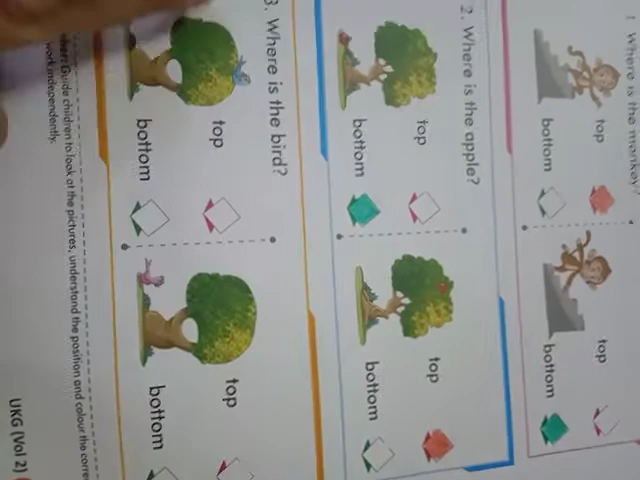 1. Where is the monkey?
top
bottom
top
bottom
2. Where is the apple?
top
bottom
top
bottom
3. Where is the bird?
top
bottom
top
bottom
Guide children to look at the pictures, understand the position and colour the
work independently.
UKG (Vol 2)